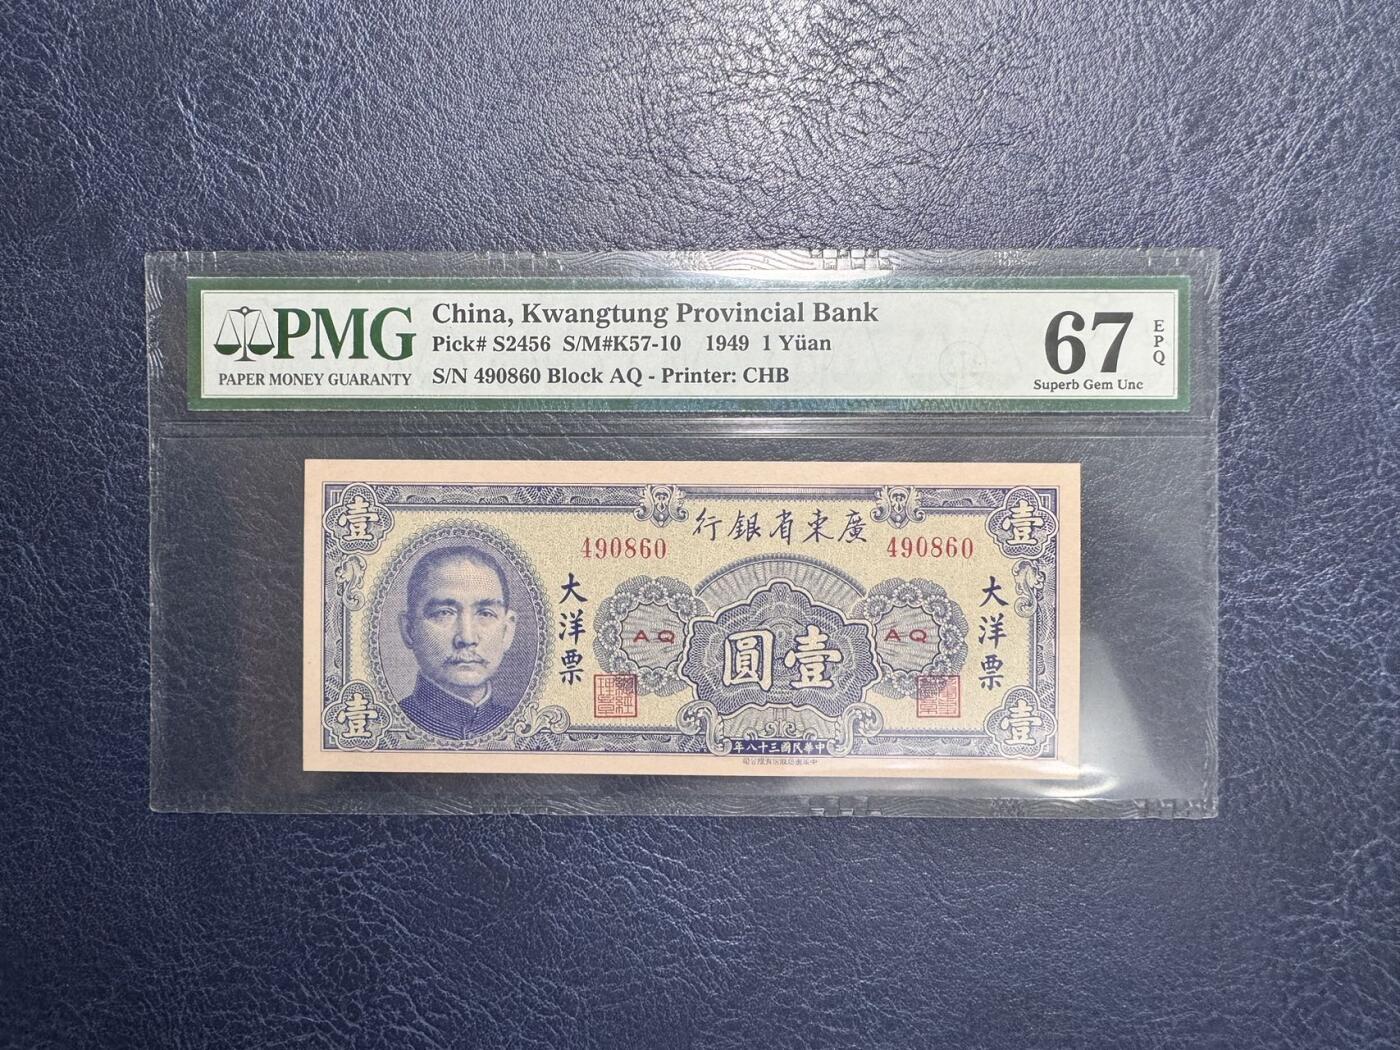 PMG
PAPER MONEY GUARANTY
China, Kwangtung Provincial Bank
Pick# S2456 S/M#K57-10 1949 1 Yüan
S/N 490860 Block AQ - Printer: CHB
67
EPQ
Superb Gem Unc
壹
行銀省東廣
壹
490860
490860
大洋票
大洋票
AQ
AQ
圓壹
壹
壹
年八十三國民華中